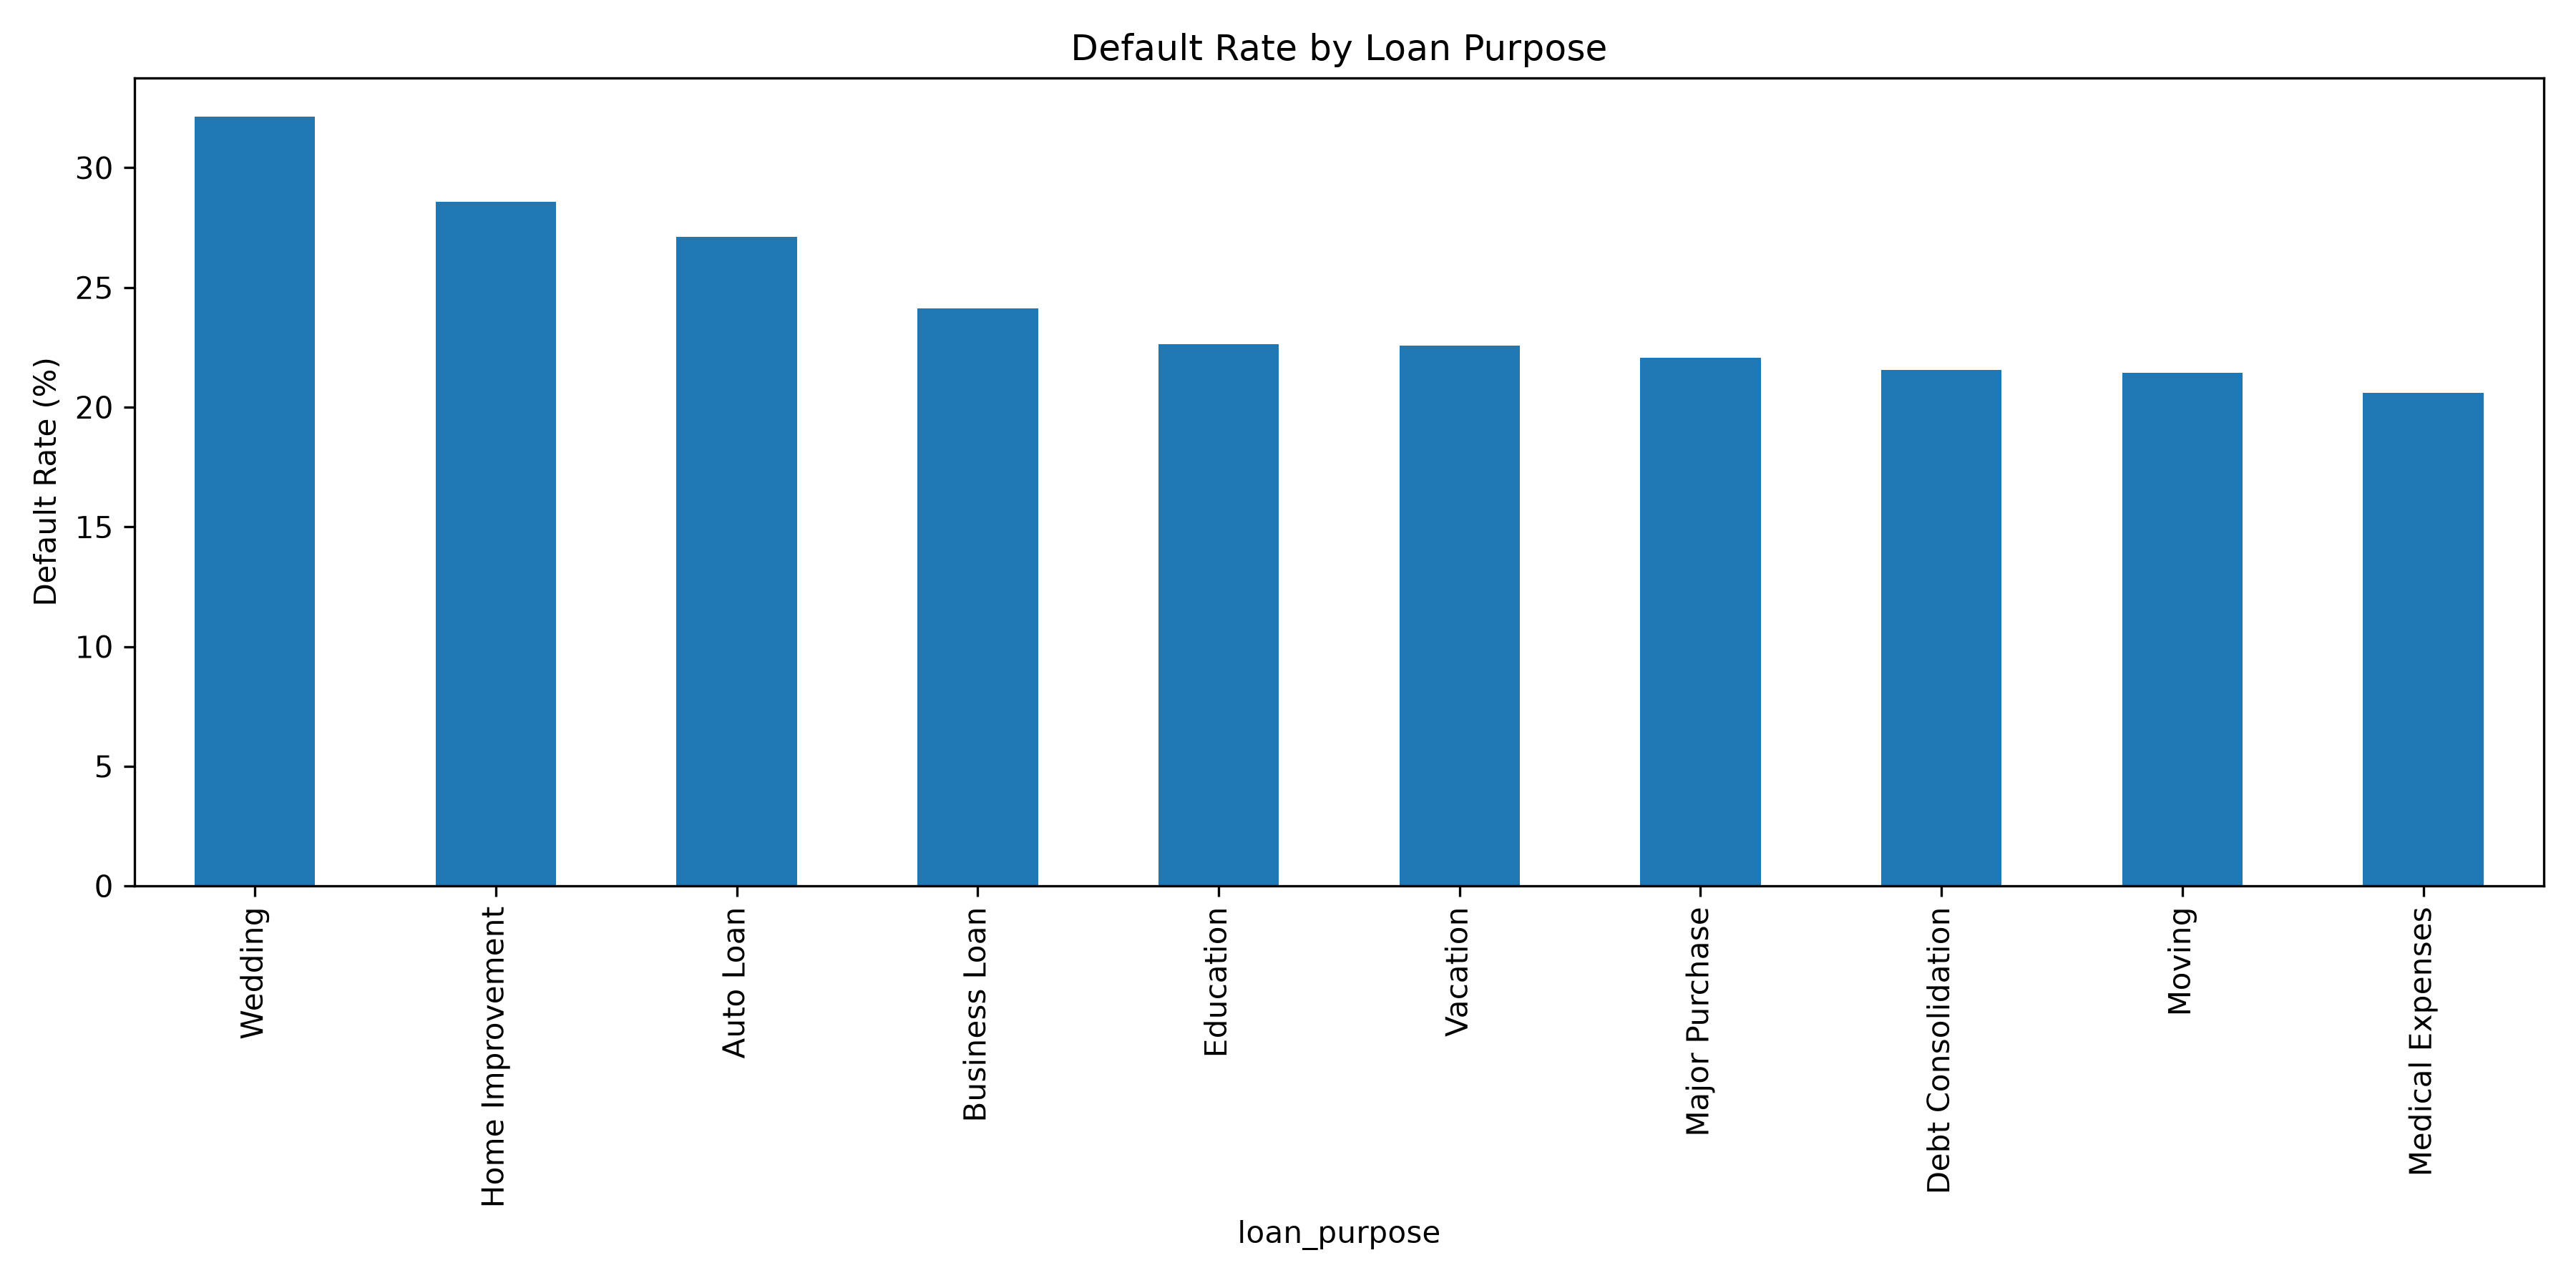 Default Rate by Loan Purpose
Default Rate (%)
30
25
20
15
10
5
0
Wedding
Home Improvement
Auto Loan
Business Loan
Education
Vacation
Major Purchase
Debt Consolidation
Moving
Medical Expenses
loan_purpose